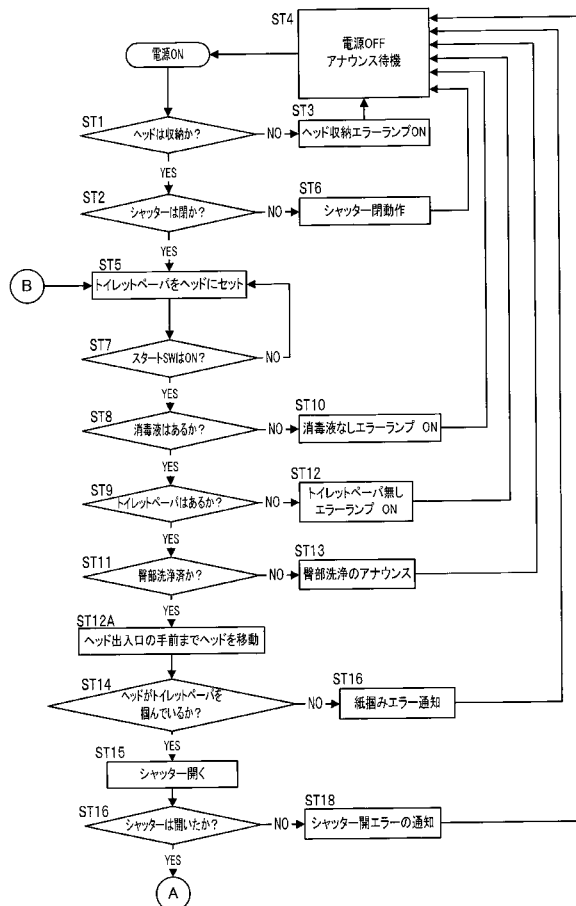 ST4
電源OFF
アナウンス待機
電源ON
ST1
ヘッドは収納か?
NO
ST3
ヘッド収納エラーランプON
YES
ST2
シャッターは閉か?
NO
ST6
シャッター閉動作
YES
B
ST5
トイレットペーパをヘッドにセット
ST7
スタートSWはON?
NO
YES
ST8
消毒液はあるか?
NO
ST10
消毒液なしエラーランプ ON
YES
ST9
トイレットペーパはあるか?
NO
ST12
トイレットペーパ無し
エラーランプ ON
YES
ST11
臀部洗浄済か?
NO
ST13
臀部洗浄のアナウンス
YES
ST12A
ヘッド出入口の手前までヘッドを移動
ST14
ヘッドがトイレットペーパを
掴んでいるか?
NO
ST16
紙掴みエラー通知
YES
ST15
シャッター開く
ST16
シャッターは開いたか?
NO
ST18
シャッター開エラーの通知
YES
A